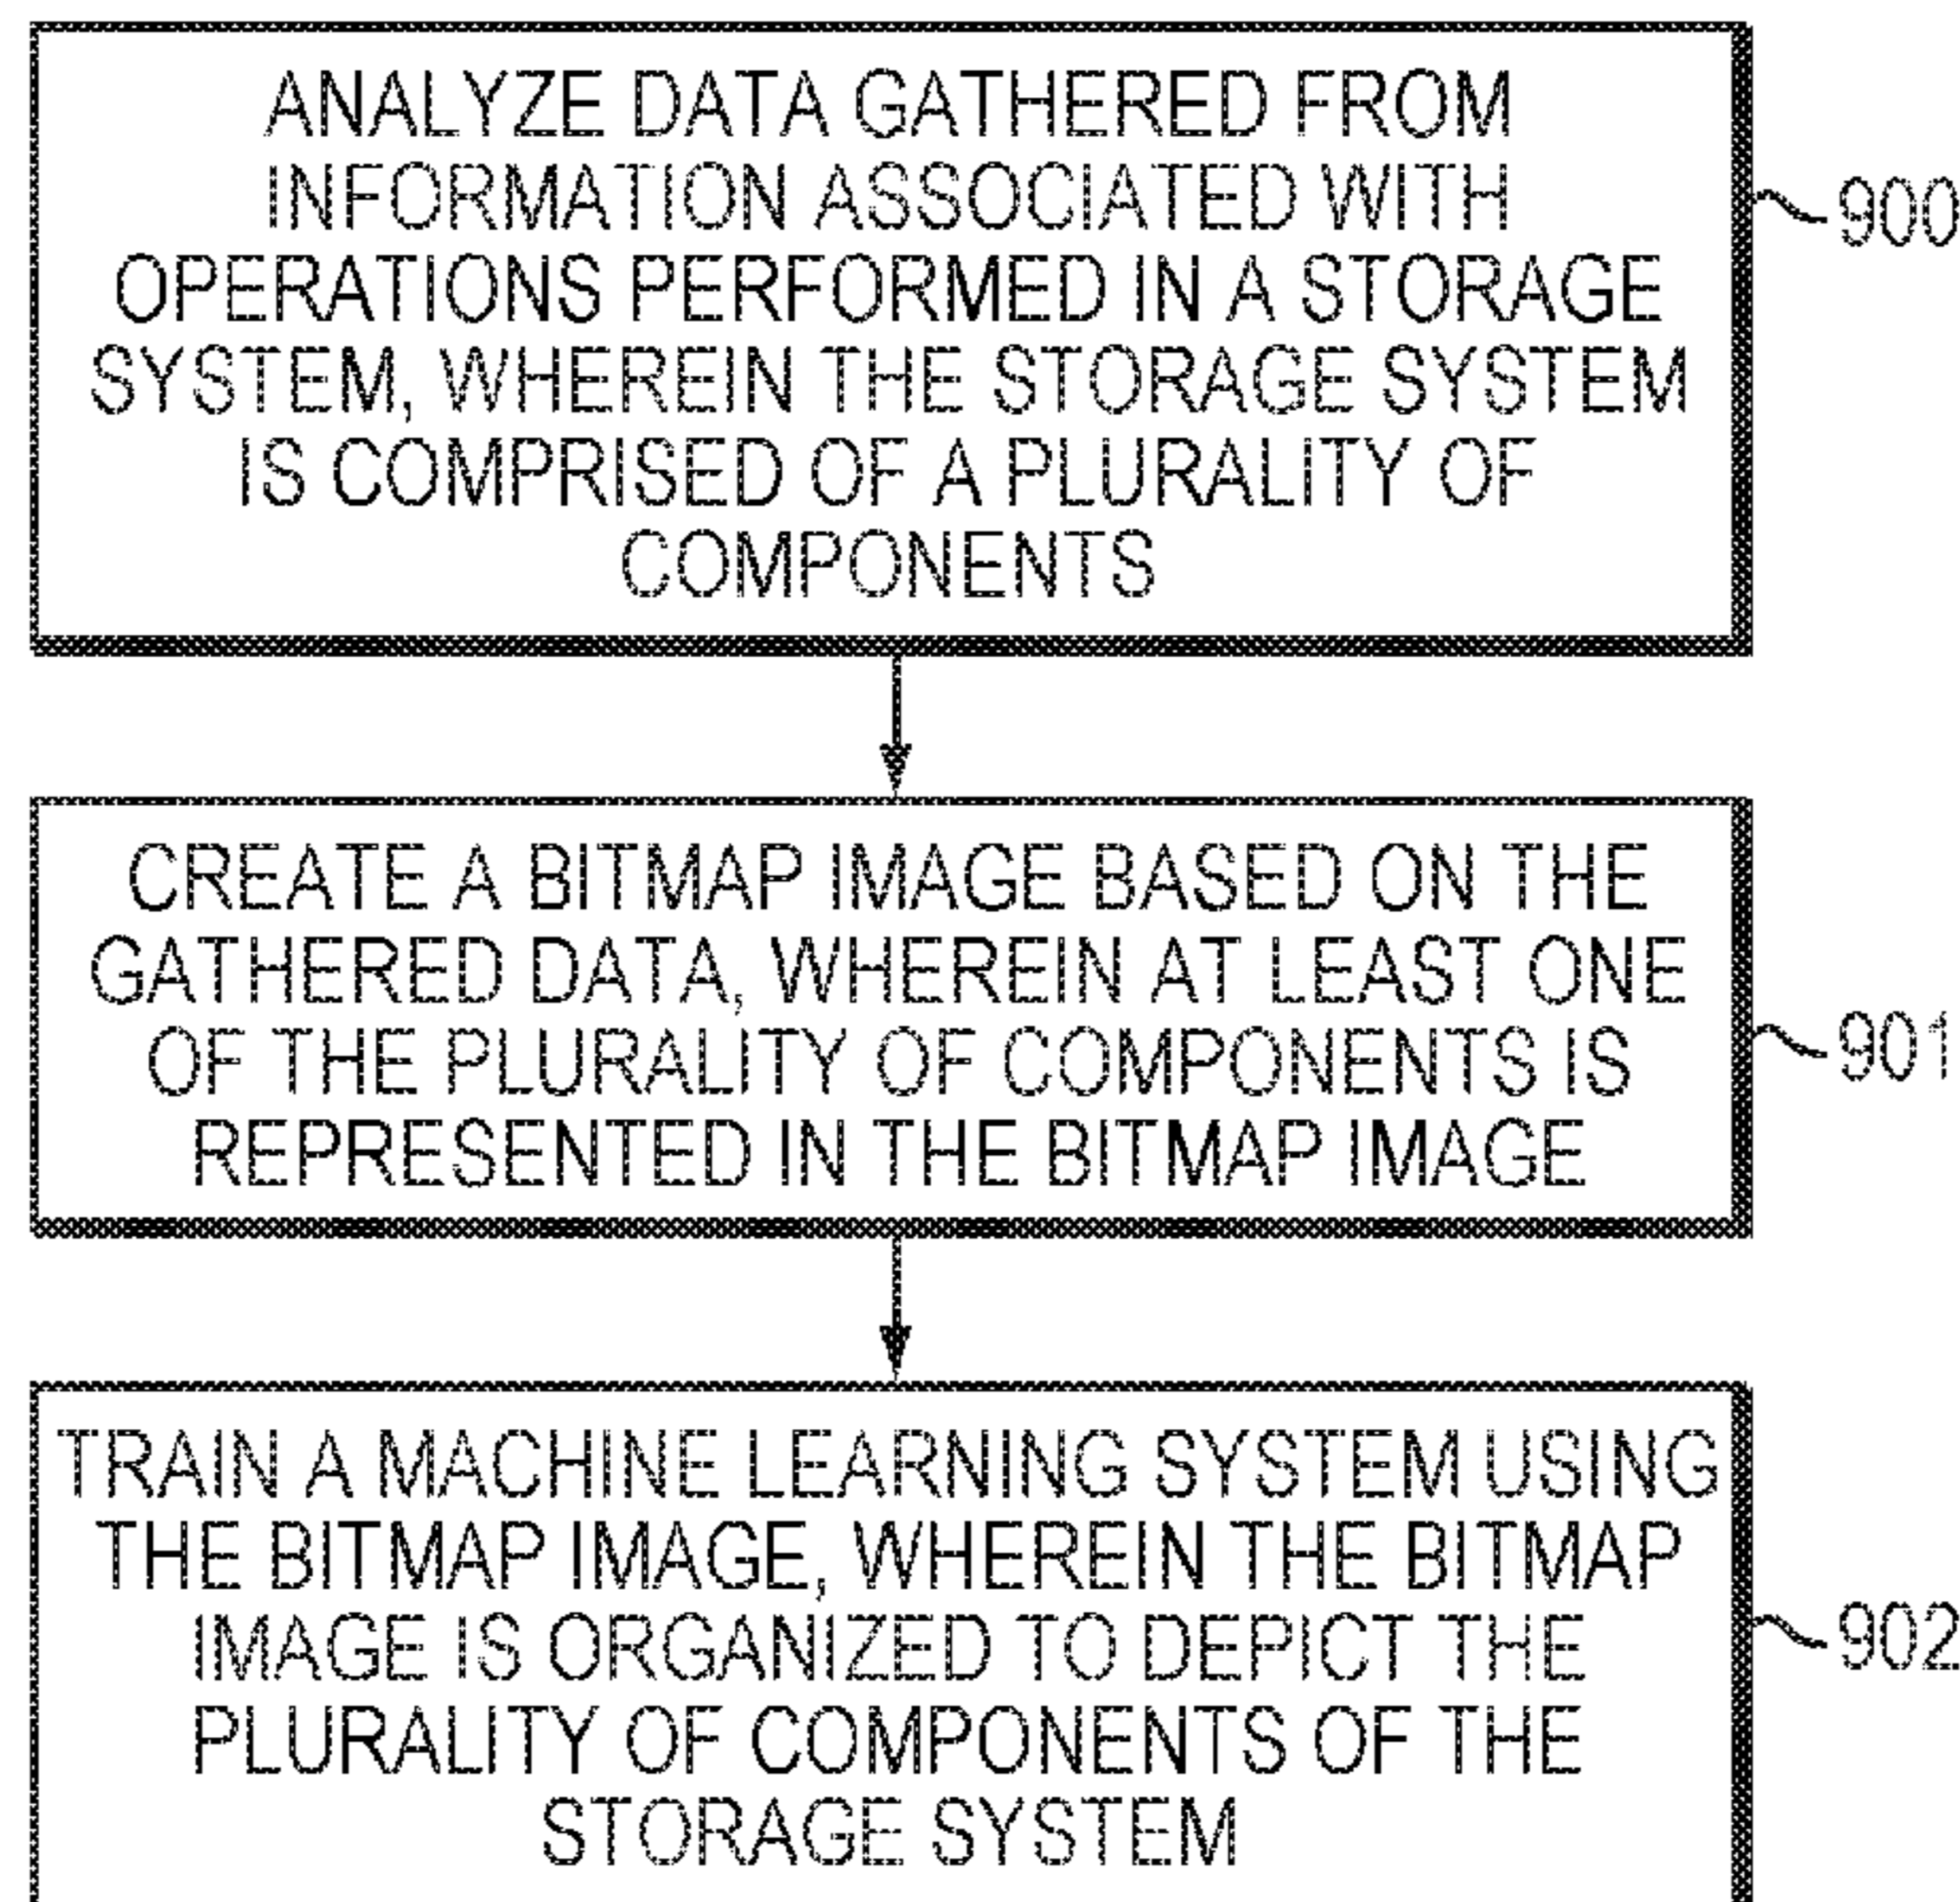 ANALYZE DATA GATHERED FROM
INFORMATION ASSOCIATED WITH
OPERATIONS PERFORMED IN A STORAGE
SYSTEM, WHEREIN THE STORAGE SYSTEM
IS COMPRISED OF A PLURALITY OF
COMPONENTS
900
CREATE A BITMAP IMAGE BASED ON THE
GATHERED DATA, WHEREIN AT LEAST ONE
OF THE PLURALITY OF COMPONENTS IS
REPRESENTED IN THE BITMAP IMAGE
901
TRAIN A MACHINE LEARNING SYSTEM USING
THE BITMAP IMAGE, WHEREIN THE BITMAP
IMAGE IS ORGANIZED TO DEPICT THE
PLURALITY OF COMPONENTS OF THE
STORAGE SYSTEM
902